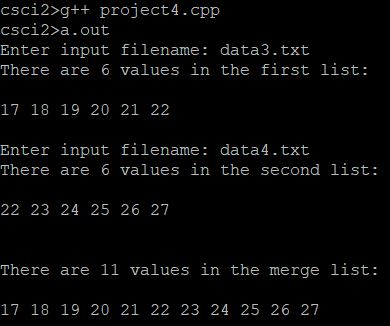 csci2>g++ project4.cpp
csci2>a.out
Enter input filename: data3.txt
There are 6 values in the first list:
17 18 19 20 21 22
Enter input filename: data4.txt
There are 6 values in the second list:
22 23 24 25 26 27
There are 11 values in the merge list:
17 18 19 20 21 22 23 24 25 26 27